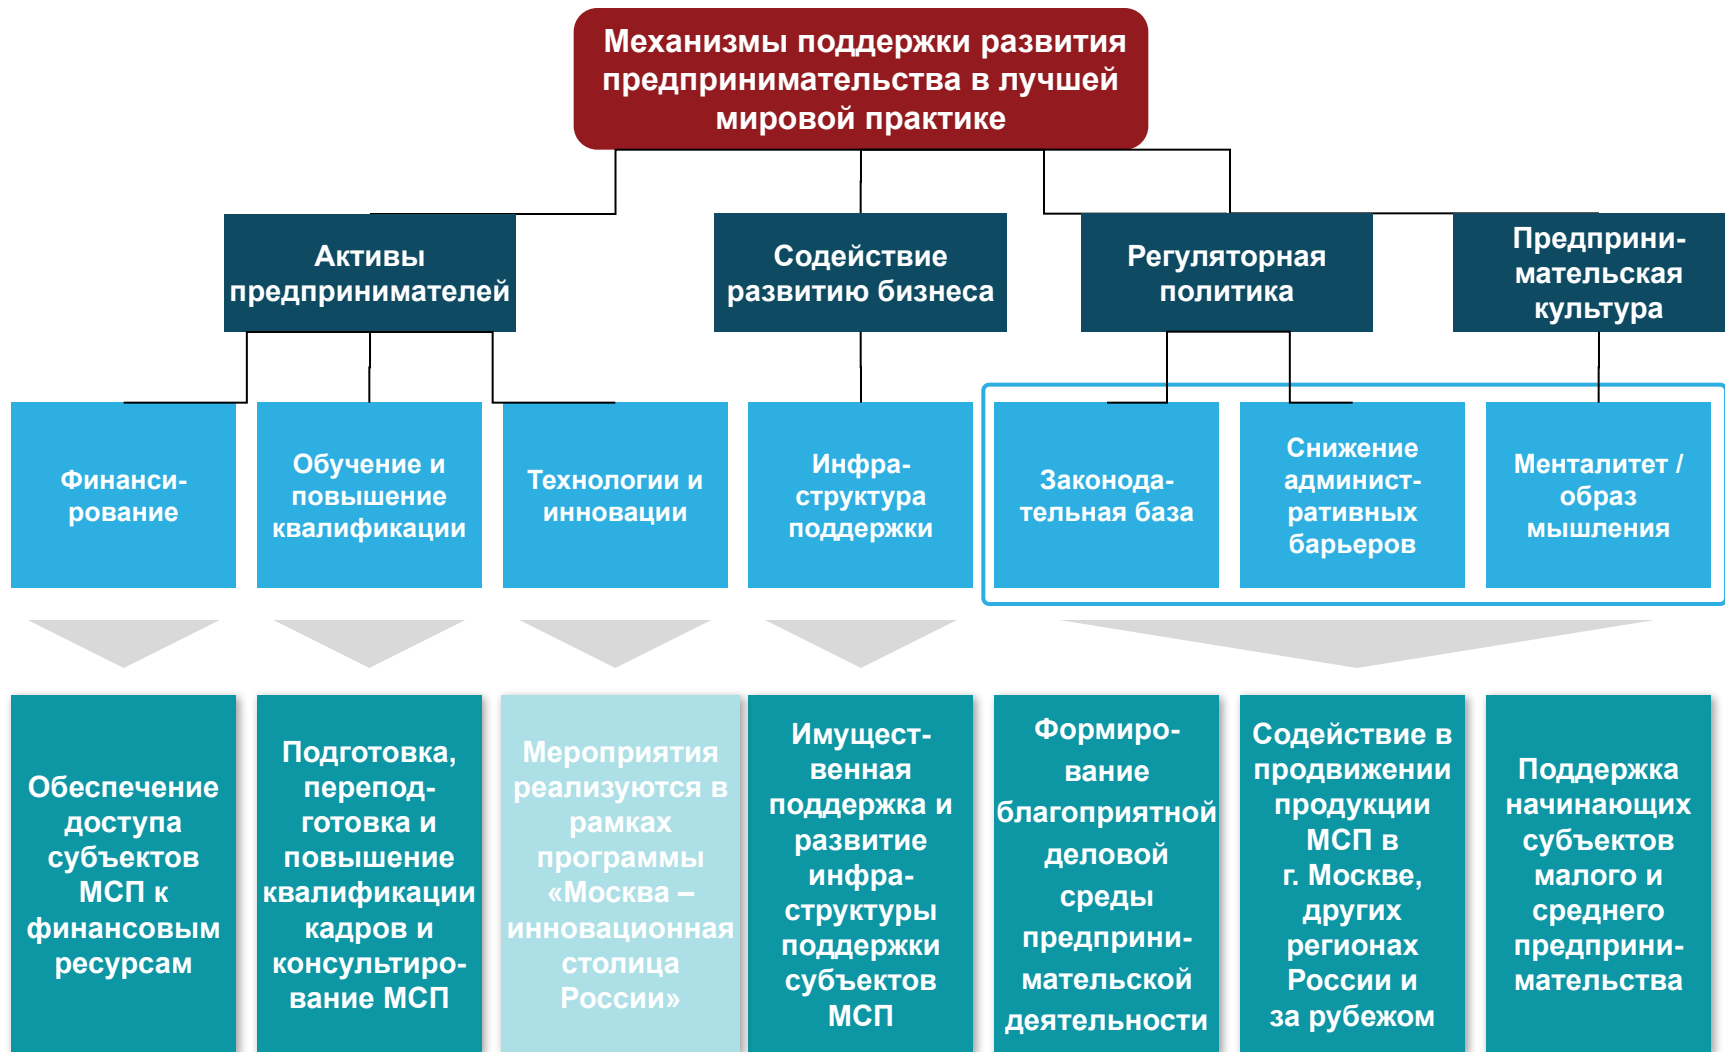 Механизмы поддержки развития
предпринимательства в лучшей
мировой практике
Активы
предпринимателей
Содействие
развитию бизнеса
Регуляторная
политика
Предприни-
мательская
культура
Финанси-
рование
Обучение и
повышение
квалификации
Технологии и
инновации
Инфра-
структура
поддержки
Законода-
тельная база
Снижение
админист-
ративных
барьеров
Менталитет /
образ
мышления
Обеспечение
доступа
субъектов
МСП к
финансовым
ресурсам
Подготовка,
перепод-
готовка и
повышение
квалификации
кадров и
консультиро-
вание МСП
Мероприятия
реализуются в
рамках
программы
«Москва –
инновационная
столица
России»
Имущест-
венная
поддержка и
развитие
инфра-
структуры
поддержки
субъектов
МСП
Формиро-
вание
благоприятной
деловой
среды
предприни-
мательской
деятельности
Содействие в
продвижении
продукции
МСП в
г. Москве,
других
регионах
России и
за рубежом
Поддержка
начинающих
субъектов
малого и
среднего
предприни-
мательства